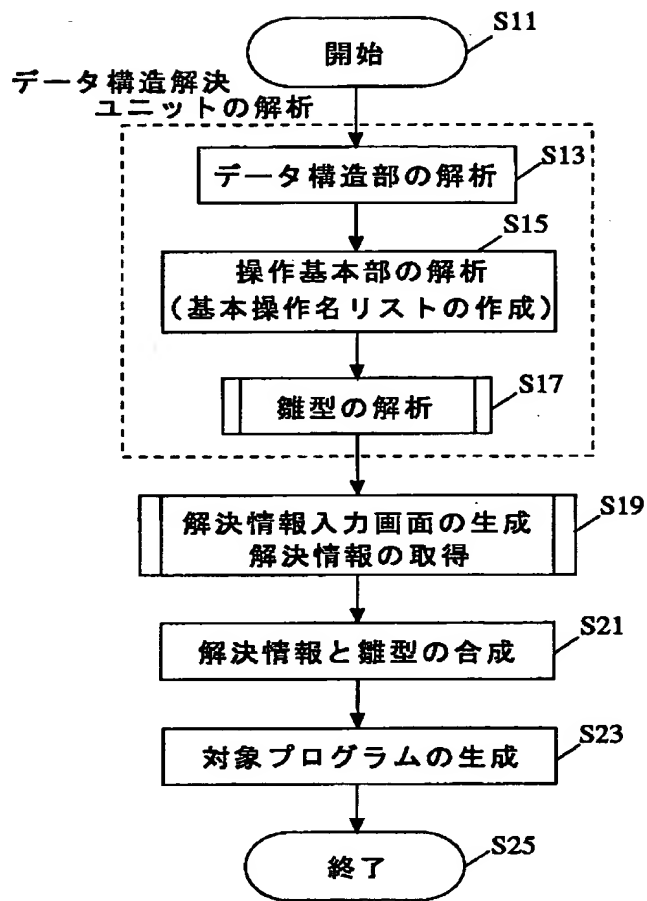 S11
開始
データ構造解決
ユニットの解析
S13
データ構造部の解析
S15
操作基本部の解析
(基本操作名リストの作成)
S17
雛型の解析
S19
解決情報入力画面の生成
解決情報の取得
S21
解決情報と雛型の合成
S23
対象プログラムの生成
S25
終了